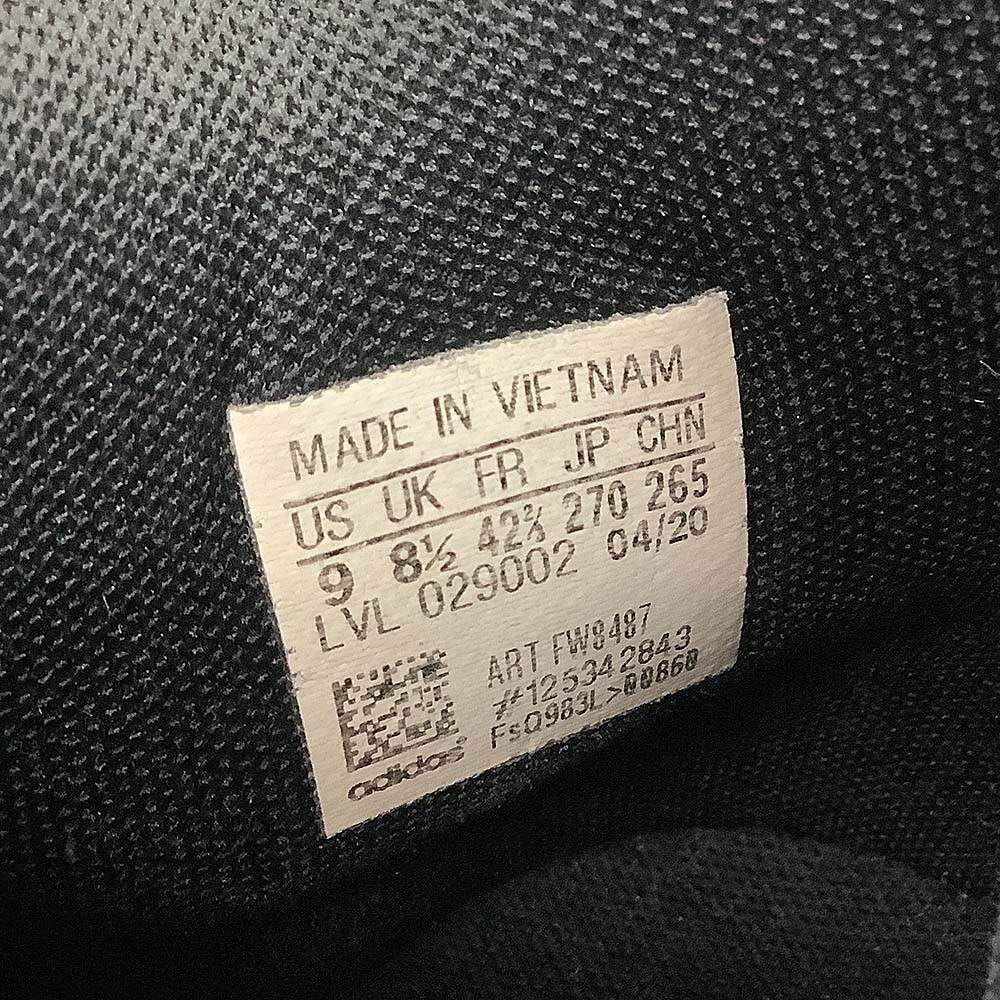 MADE IN VIETNAM
US UK FR JP CHN
9 8½ 42⅔ 270 265
LVL 029002 04/20
ART FW8487
#125342843
FsQ983L>00860
adidas